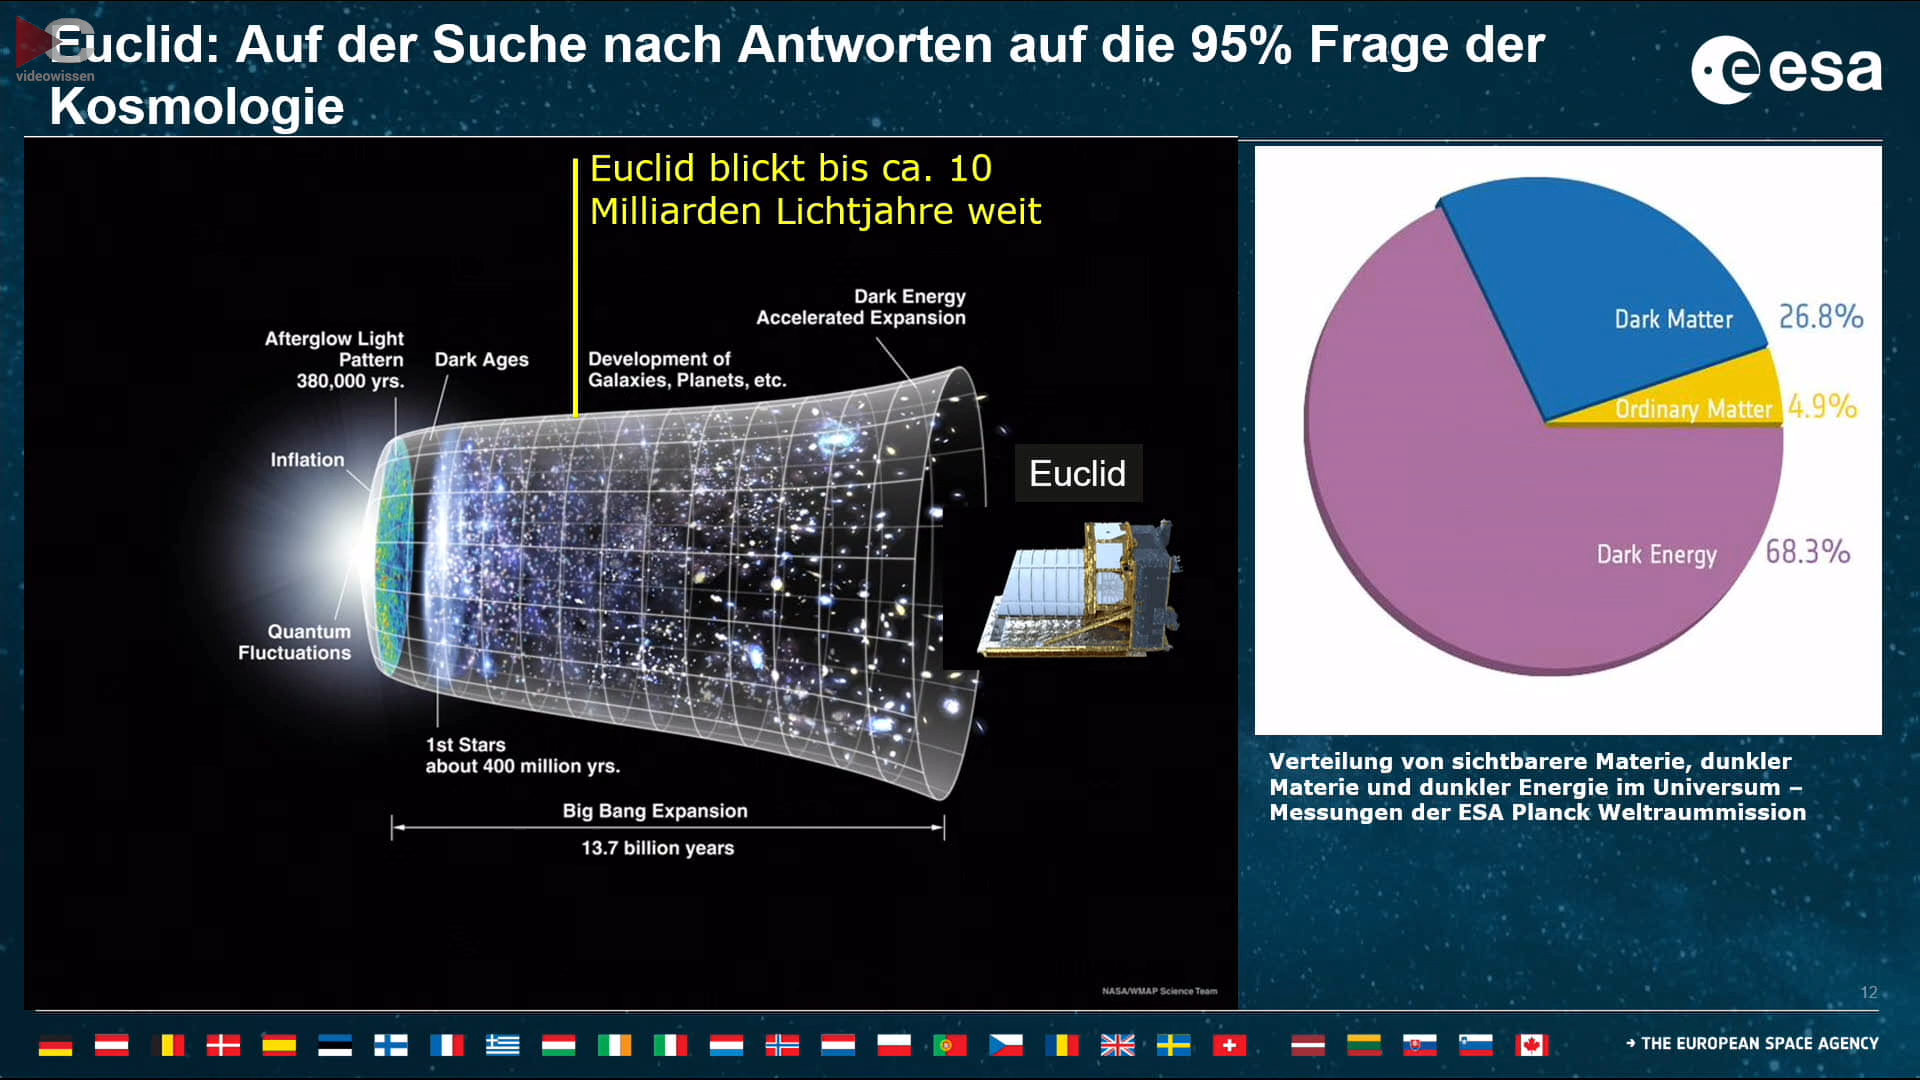 Euclid: Auf der Suche nach Antworten auf die 95% Frage der
Kosmologie
videowissen
esa
Euclid blickt bis ca. 10
Milliarden Lichtjahre weit
Dark Energy
Accelerated Expansion
Afterglow Light
Pattern
380,000 yrs.
Dark Ages
Development of
Galaxies, Planets, etc.
Inflation
Euclid
Quantum
Fluctuations
1st Stars
about 400 million yrs.
Big Bang Expansion
13.7 billion years
NASA/WMAP Science Team
Dark Matter 26.8%
Ordinary Matter 4.9%
Dark Energy 68.3%
Verteilung von sichtbarere Materie, dunkler
Materie und dunkler Energie im Universum –
Messungen der ESA Planck Weltraummission
12
→ THE EUROPEAN SPACE AGENCY